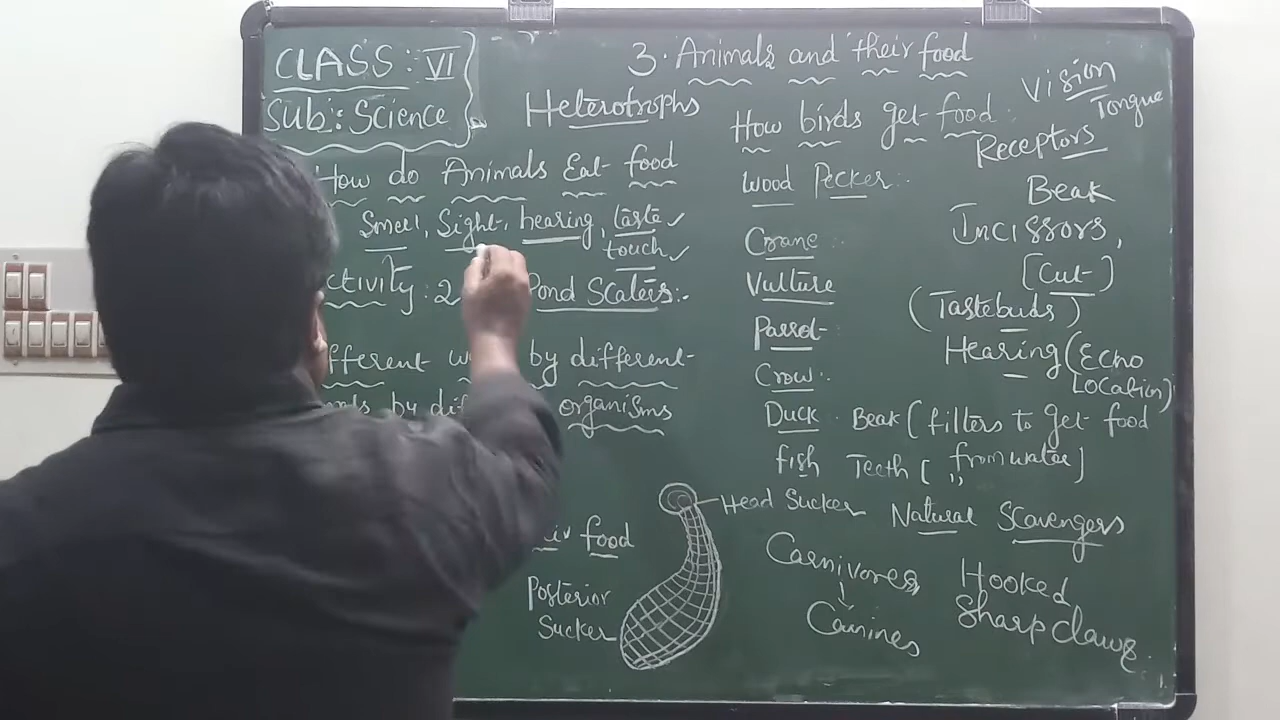 CLASS: VI
Sub: Science
3. Animals and their food
Heterotrophs
How do Animals Eat food
Smell, Sight, hearing, taste ✓
touch ✓
ctivity: 2 Pond Scaters:-
fferent w by different
by dif organisms
food
Posterior
Sucker
Head Sucker
How birds get food:
Wood Pecker:
Crane:
Vulture
Parrot
Crow:
Duck. Beak (filters to get food
fish Teeth [ ,, from water]
Natural Scavengers
Carnivores
↓
Canines
Hooked
Sharp claws
Vision
Tongue
Receptors
Beak
Incissors,
[Cut]
(Tastebuds)
Hearing (Echo
Location)